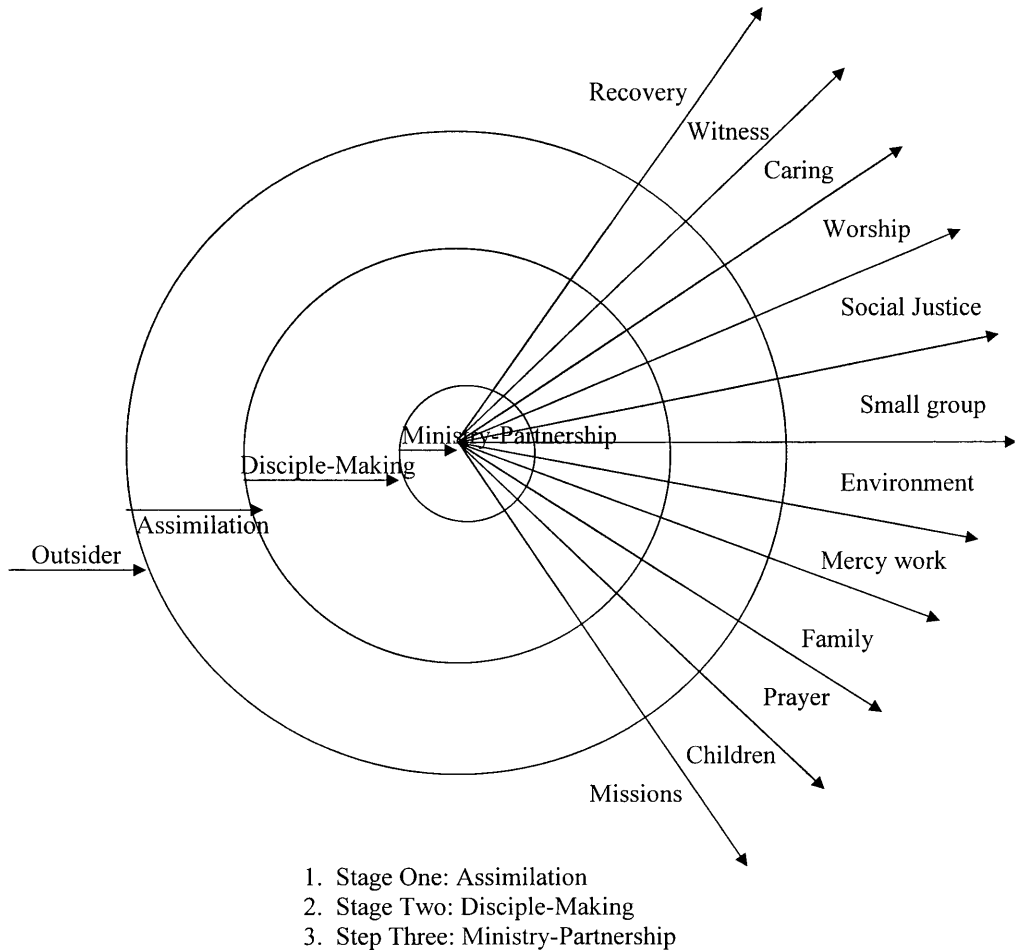 Recovery
Witness
Caring
Worship
Social Justice
Small group
Ministry-Partnership
Disciple-Making
Environment
Assimilation
Outsider
Mercy work
Family
Prayer
Children
Missions
1. Stage One: Assimilation
2. Stage Two: Disciple-Making
3. Step Three: Ministry-Partnership